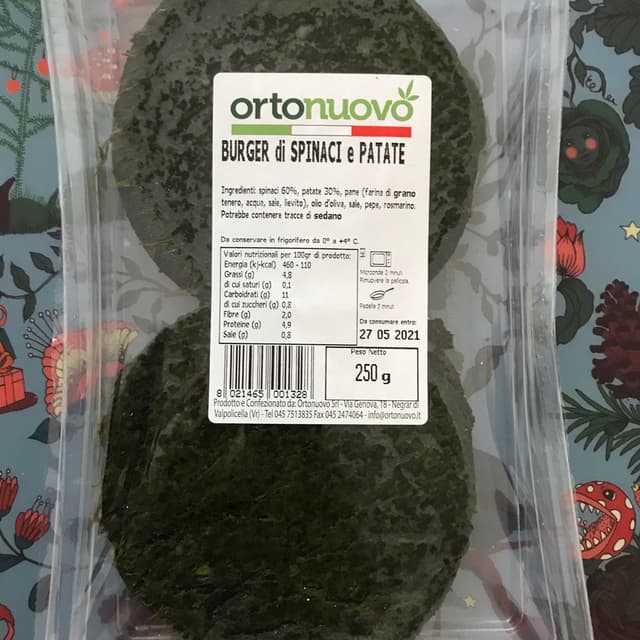 ortonuovo
BURGER di SPINACI e PATATE
Ingredienti: spinaci 60%, patate 30%, pane (farina di grano
tenero, acqua, sale, lievito), olio d'oliva, sale, pepe, rosmarino.
Potrebbe contenere tracce di sedano
Da conservare in frigorifero da 0° a +4° C.
Valori nutrizionali per 100gr di prodotto:
Energia (kj-kcal) 460 - 110
Grassi (g) 4,8
di cui saturi (g) 0,1
Carboidrati (g) 11
di cui zuccheri (g) 0,8
Fibre (g) 2,0
Proteine (g) 4,9
Sale (g) 0,8
Microonde 2 minuti
Rimuovere la pellicola.
Padella 2 minuti
Da consumare entro:
27 05 2021
Peso Netto
250 g
8 021465 001328
Prodotto e Confezionato da: Ortonuovo Srl - Via Genova, 18 - Negrar di
Valpolicella (Vr) - Tel 045 7513835 Fax 045 2474064 - info@ortonuovo.it